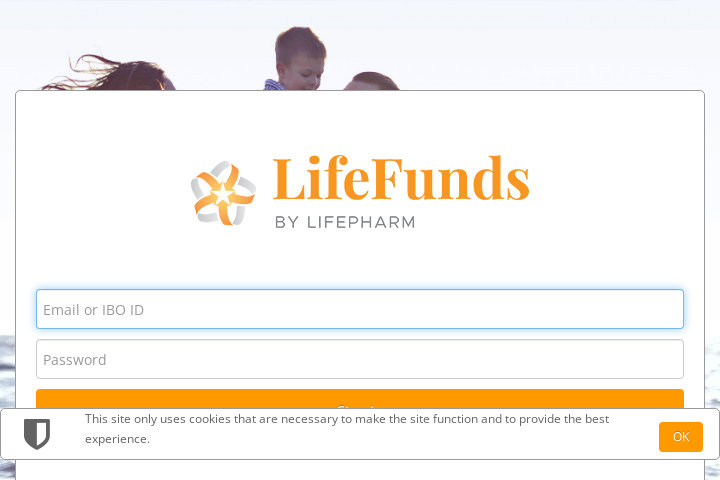 LifeFunds
BY LIFEPHARM
Email or IBO ID
Password
This site only uses cookies that are necessary to make the site function and to provide the best
experience.
OK